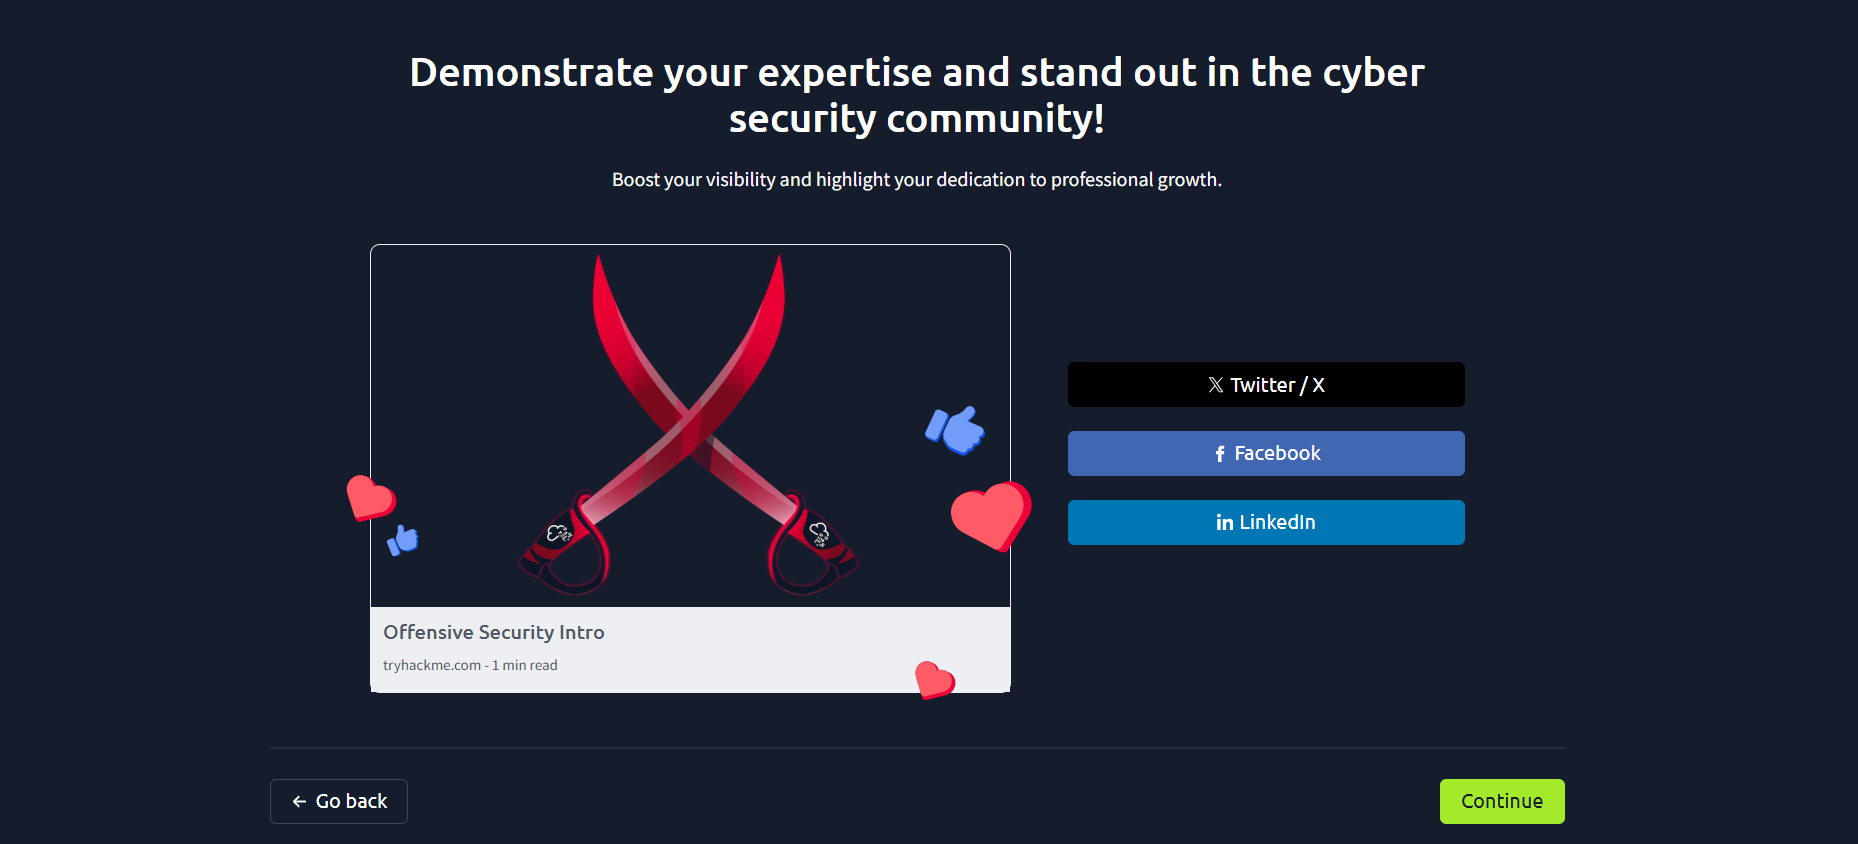 Demonstrate your expertise and stand out in the cyber
security community!
Boost your visibility and highlight your dedication to professional growth.
𝕏 Twitter / X
Facebook
LinkedIn
Offensive Security Intro
tryhackme.com - 1 min read
← Go back
Continue